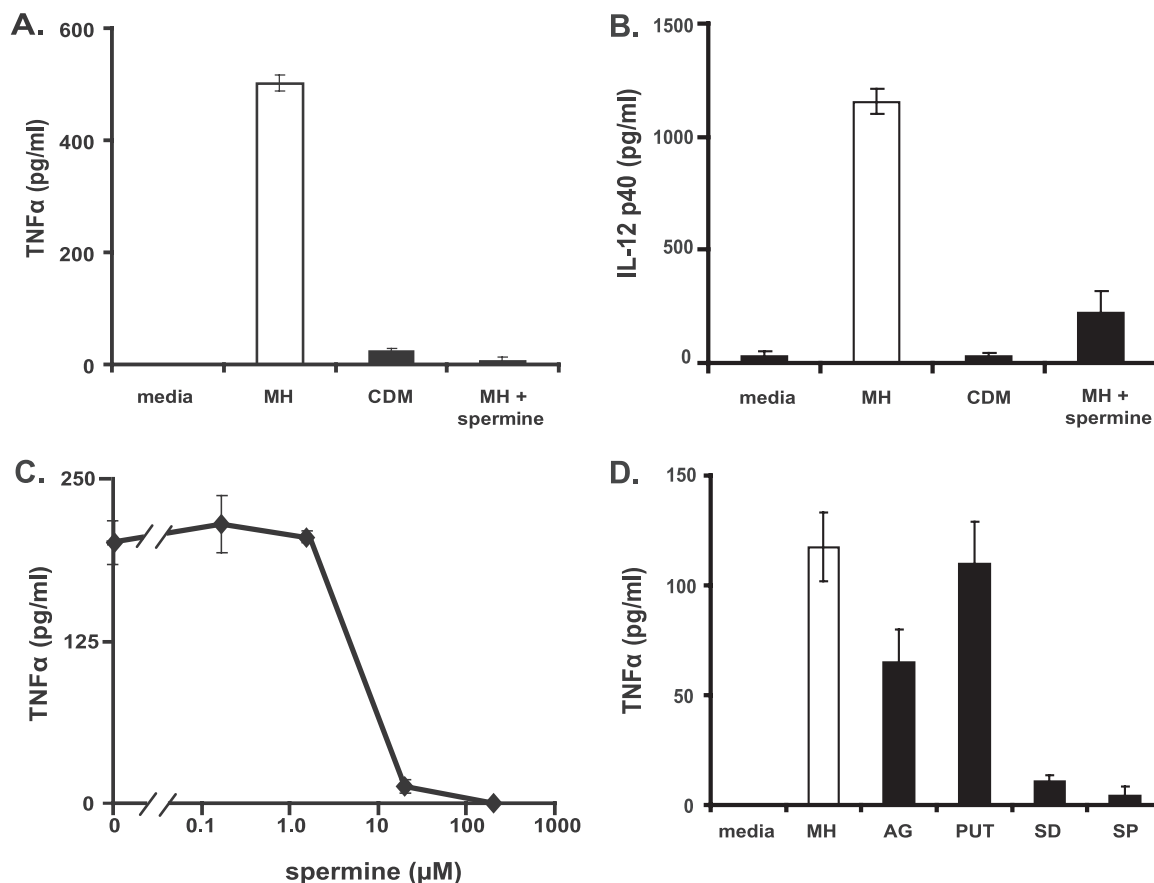 A.
600
400
200
0
TNFα (pg/ml)
media
MH
CDM
MH +
spermine
B.
1500
1000
500
0
IL-12 p40 (pg/ml)
media
MH
CDM
MH +
spermine
C.
250
125
0
TNFα (pg/ml)
0
0.1
1.0
10
100
1000
spermine (µM)
D.
150
100
50
0
TNFα (pg/ml)
media
MH
AG
PUT
SD
SP